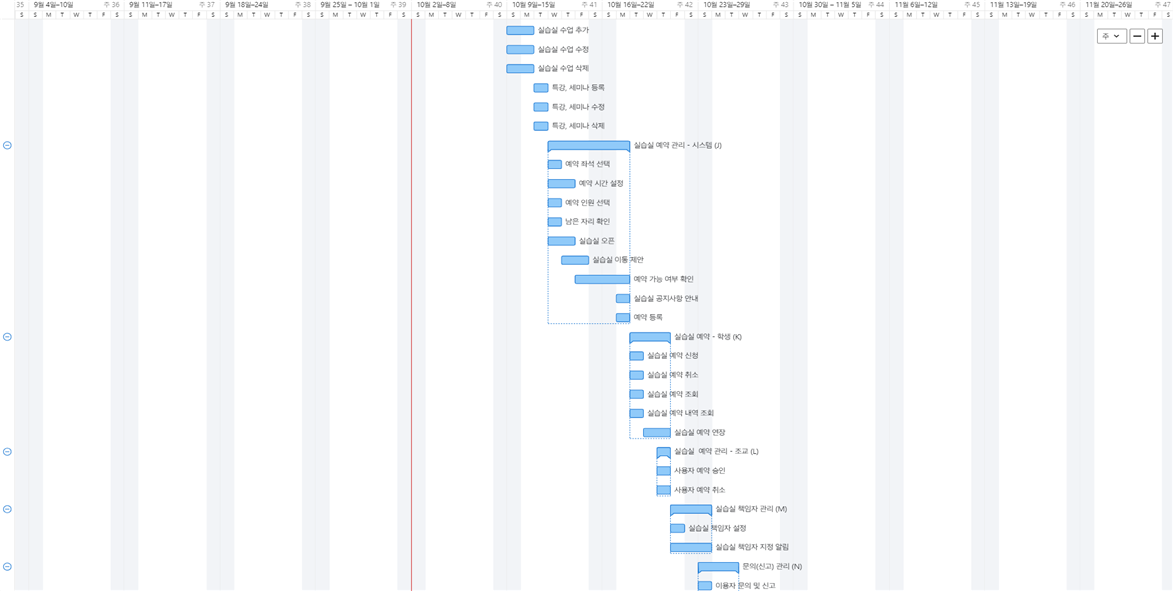 35 9월 4일~10일 주 36 9월 11일~17일 주 37 9월 18일~24일 주 38 9월 25일 ~ 10월 1일 주 39 10월 2일~8일 주 40 10월 9일~15일 주 41 10월 16일~22일 주 42 10월 23일~29일 주 43 10월 30일 ~ 11월 5일 주 44 11월 6일~12일 주 45 11월 13일~19일 주 46 11월 20일~26일 주 47
S S M T W T F S S M T W T F S S M T W T F S S M T W T F S S M T W T F S S M T W T F S S M T W T F S S M T W T F S S M T W T F S S M T W T F S S M T W T F S S M T W T F
실습실 수업 추가
주
실습실 수업 수정
실습실 수업 삭제
특강, 세미나 등록
특강, 세미나 수정
특강, 세미나 삭제
실습실 예약 관리 - 시스템 (J)
예약 좌석 선택
예약 시간 설정
예약 인원 선택
남은 자리 확인
실습실 오픈
실습실 이동 제안
예약 가능 여부 확인
실습실 공지사항 안내
예약 등록
실습실 예약 - 학생 (K)
실습실 예약 신청
실습실 예약 취소
실습실 예약 조회
실습실 예약 내역 조회
실습실 예약 연장
실습실 예약 관리 - 조교 (L)
사용자 예약 승인
사용자 예약 취소
실습실 책임자 관리 (M)
실습실 책임자 설정
실습실 책임자 지정 알림
문의(신고) 관리 (N)
이용자 문의 및 신고